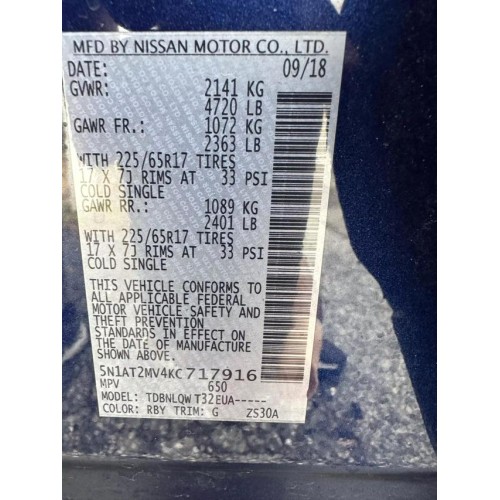 MFD BY NISSAN MOTOR CO., LTD.
DATE: 09/18
GVWR: 2141 KG
4720 LB
GAWR FR.: 1072 KG
2363 LB
WITH 225/65R17 TIRES
17 X 7J RIMS AT 33 PSI
COLD SINGLE
GAWR RR.: 1089 KG
2401 LB
WITH 225/65R17 TIRES
17 X 7J RIMS AT 33 PSI
COLD SINGLE
THIS VEHICLE CONFORMS TO
ALL APPLICABLE FEDERAL
MOTOR VEHICLE SAFETY AND
THEFT PREVENTION
STANDARDS IN EFFECT ON
THE DATE OF MANUFACTURE
SHOWN ABOVE.
5N1AT2MV4KC717916
MPV 650
MODEL: TDBNLQW T32EUA-----
COLOR: RBY TRIM: G ZS30A